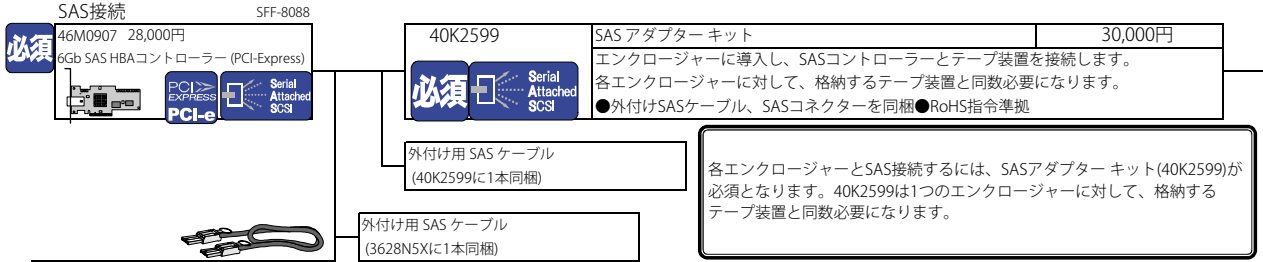 SAS接続
SFF-8088
必須
46M0907 28,000円
6Gb SAS HBAコントローラー (PCI-Express)
PCI
EXPRESS
PCI-e
Serial
Attached
SCSI
40K2599
SAS アダプター キット
30,000円
必須
Serial
Attached
SCSI
エンクロージャーに導入し、SASコントローラーとテープ装置を接続します。
各エンクロージャーに対して、格納するテープ装置と同数必要になります。
●外付けSASケーブル、SASコネクターを同梱●RoHS指令準拠
外付け用 SAS ケーブル
(40K2599に1本同梱)
各エンクロージャーとSAS接続するには、SASアダプター キット(40K2599)が
必須となります。40K2599は1つのエンクロージャーに対して、格納する
テープ装置と同数必要になります。
外付け用 SAS ケーブル
(3628N5Xに1本同梱)